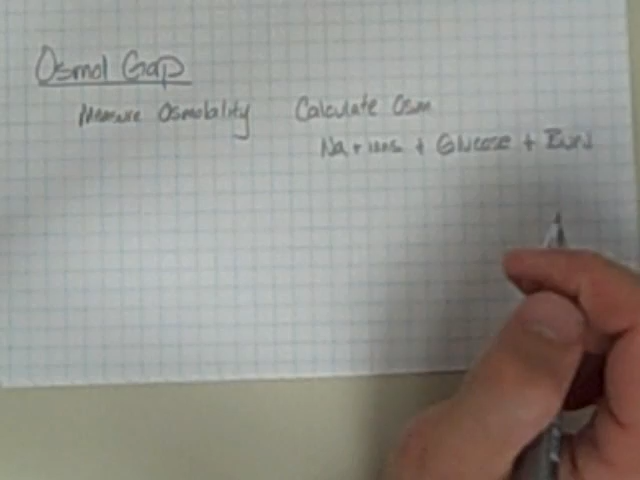 Osmol Gap
Measure Osmolality Calculate Osm
Na + ions + Glucose + BUN